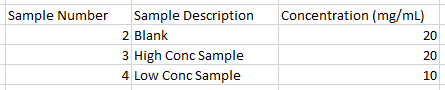 Sample Number Sample Description Concentration (mg/mL)
2 Blank 20
3 High Conc Sample 20
4 Low Conc Sample 10